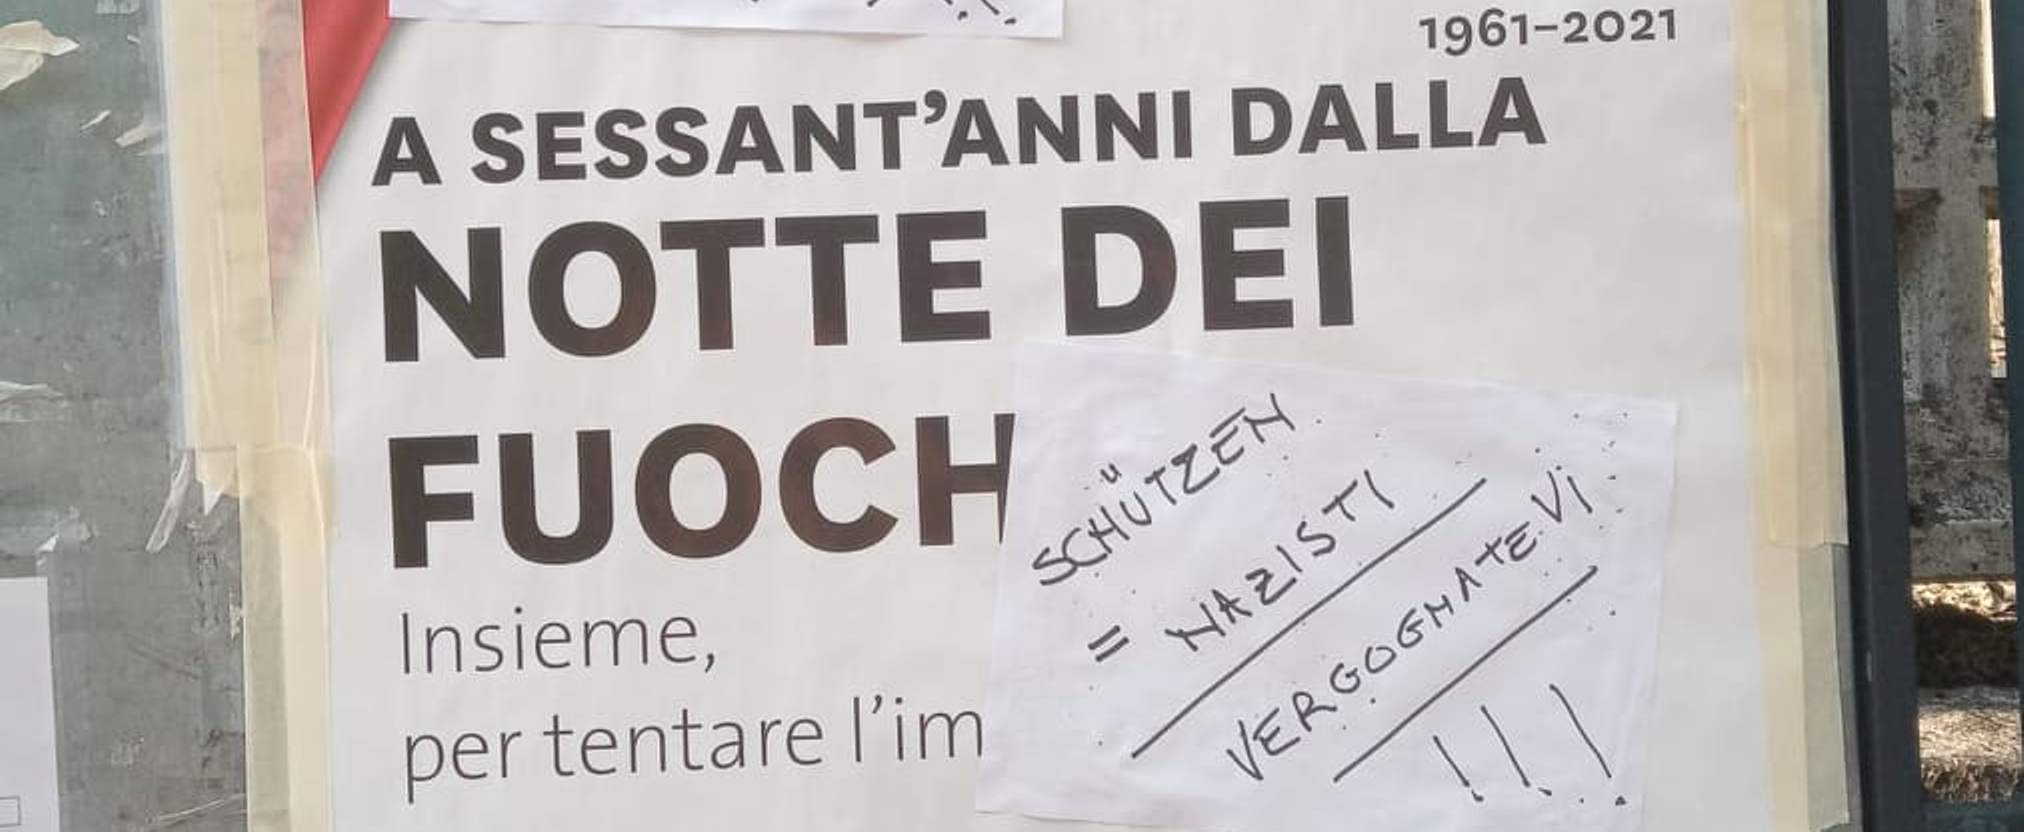 1961–2021
A SESSANT’ANNI DALLA
NOTTE DEI
FUOCH
Insieme,
per tentare l’im
SCHÜTZEN
= NAZISTI
VERGOGNATEVi
!!!